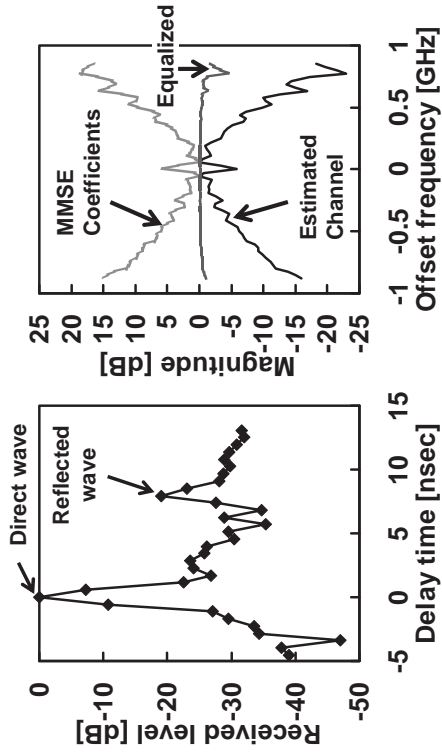 Received level [dB]
0
-10
-20
-30
-40
-50
Direct wave
Reflected
wave
-5
0
5
10
15
Delay time [nsec]
Magnitude [dB]
25
20
15
10
5
0
-5
-10
-15
-20
-25
MMSE
Coefficients
Equalized
Estimated
Channel
-1
-0.5
0
0.5
1
Offset frequency [GHz]